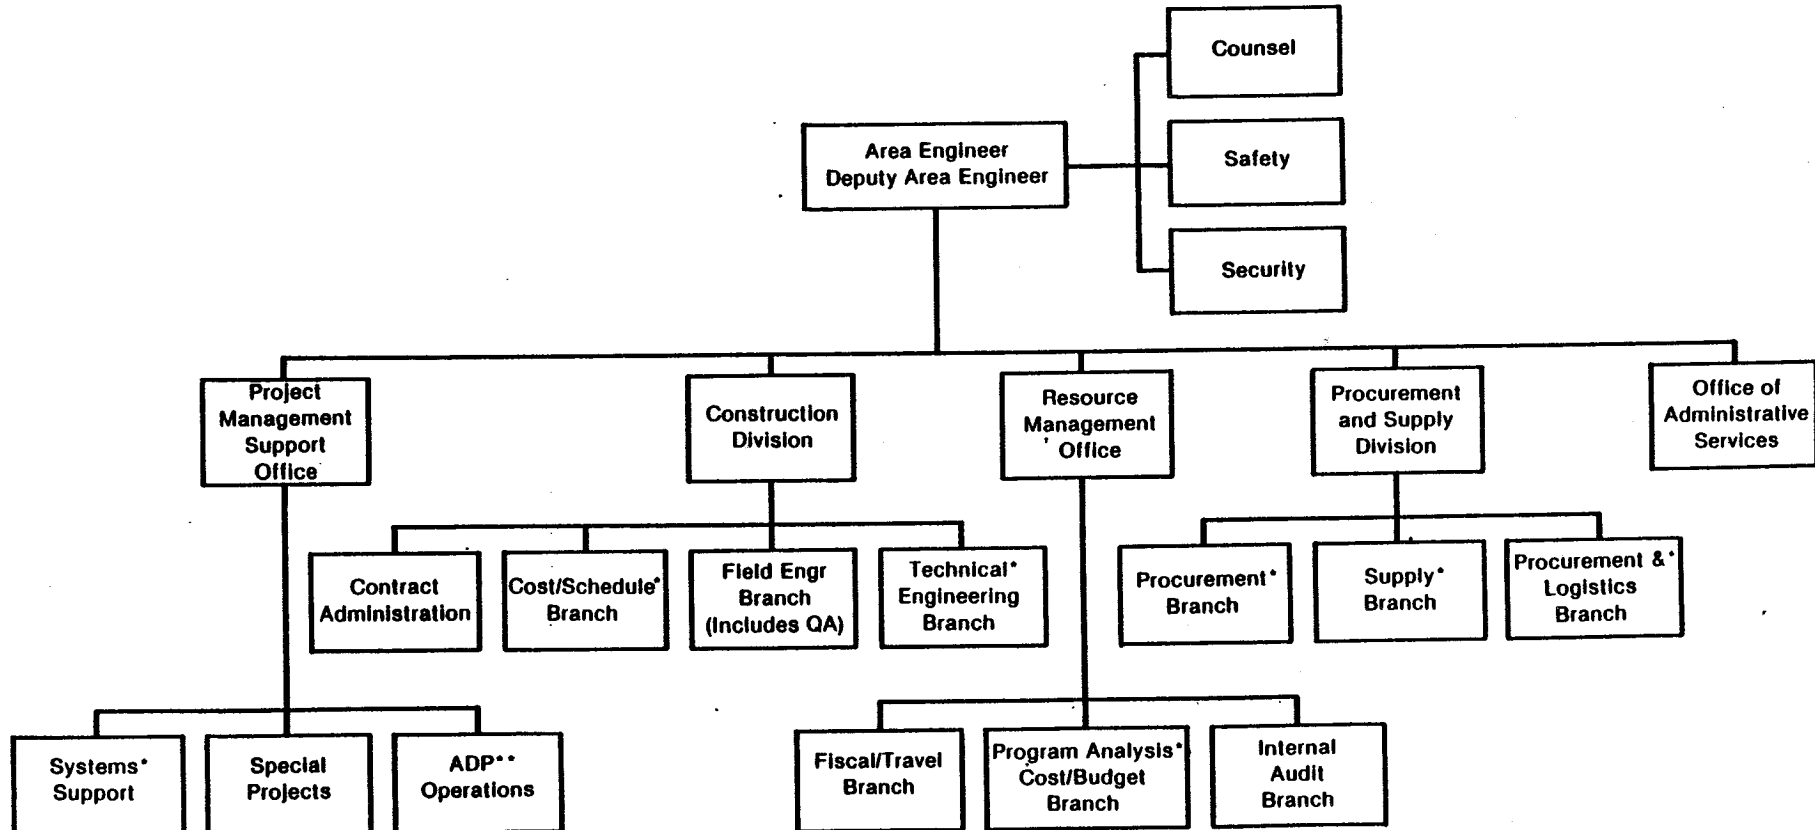 Counsel
Area Engineer
Deputy Area Engineer
Safety
Security
Project
Management
Support
Office
Construction
Division
Resource
Management
Office
Procurement
and Supply
Division
Office of
Administrative
Services
Contract
Administration
Cost/Schedule*
Branch
Field Engr
Branch
(Includes QA)
Technical*
Engineering
Branch
Procurement*
Branch
Supply*
Branch
Procurement &*
Logistics
Branch
Systems*
Support
Special
Projects
ADP**
Operations
Fiscal/Travel
Branch
Program Analysis*
Cost/Budget
Branch
Internal
Audit
Branch